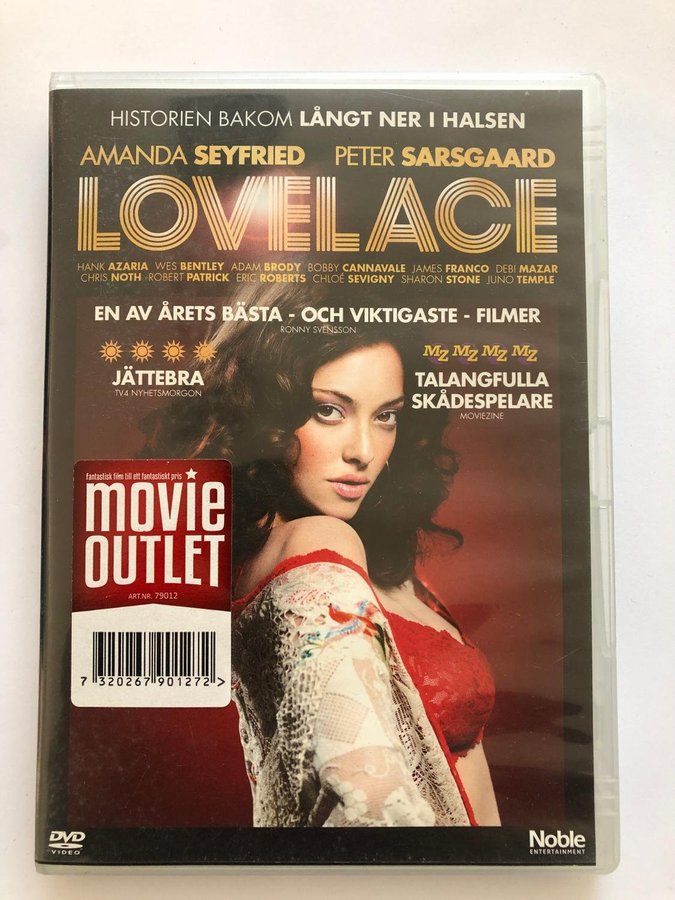 HISTORIEN BAKOM LÅNGT NER I HALSEN
AMANDA SEYFRIED PETER SARSGAARD
LOVELACE
HANK AZARIA WES BENTLEY ADAM BRODY BOBBY CANNAVALE JAMES FRANCO DEBI MAZAR
CHRIS NOTH ROBERT PATRICK ERIC ROBERTS CHLOË SEVIGNY SHARON STONE JUNO TEMPLE
EN AV ÅRETS BÄSTA - OCH VIKTIGASTE - FILMER
RONNY SVENSSON
JÄTTEBRA
TV4 NYHETSMORGON
MZ MZ MZ MZ
TALANGFULLA
SKÅDESPELARE
MOVIEZINE
Fantastisk film till ett fantastiskt pris
movie
OUTLET
ART.NR. 79012
7 320267 901272 >
DVD
VIDEO
Noble
ENTERTAINMENT